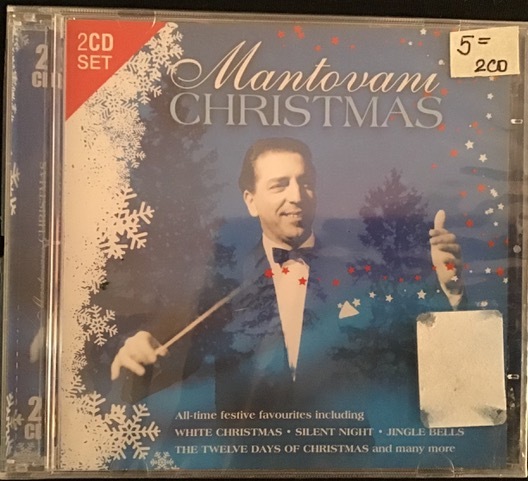 2CD
SET
Mantovani
CHRISTMAS
5=
2CD
All-time festive favourites including
WHITE CHRISTMAS • SILENT NIGHT • JINGLE BELLS
THE TWELVE DAYS OF CHRISTMAS and many more